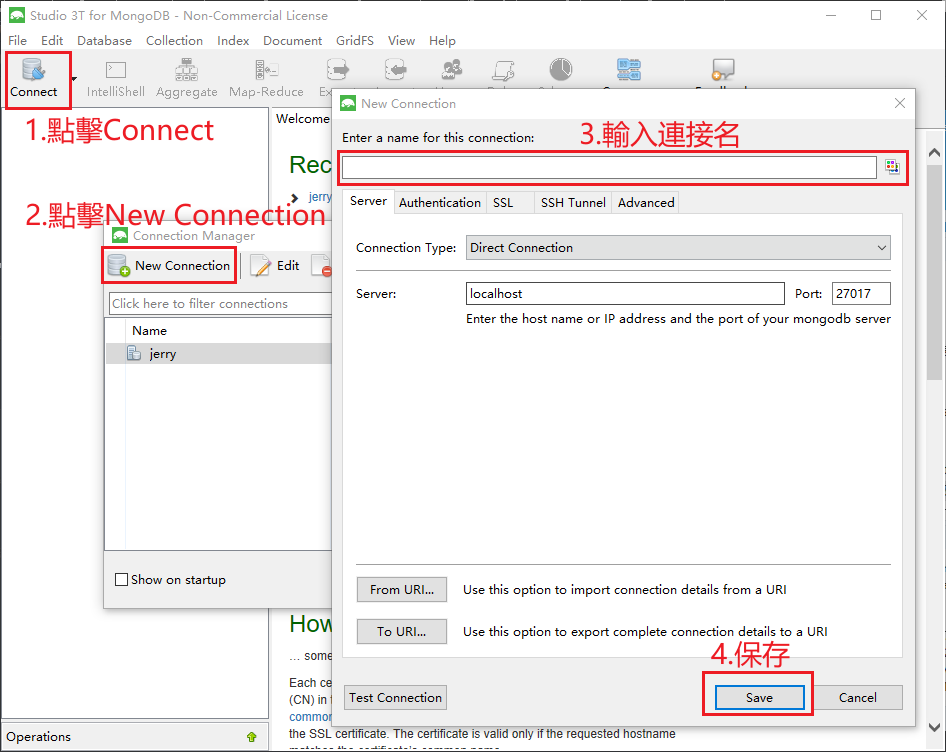 Studio 3T for MongoDB - Non-Commercial License
File Edit Database Collection Index Document GridFS View Help
Connect IntelliShell Aggregate Map-Reduce
1.點擊Connect
Welcome
Rec
jerry
2.點擊New Connection
Connection Manager
New Connection Edit
Click here to filter connections
Name
jerry
Show on startup
New Connection
Enter a name for this connection:
3.輸入連接名
Server Authentication SSL SSH Tunnel Advanced
Connection Type: Direct Connection
Server: localhost Port: 27017
Enter the host name or IP address and the port of your mongodb server
From URI... Use this option to import connection details from a URI
To URI... Use this option to export complete connection details to a URI
4.保存
Test Connection Save Cancel
How
... some
Each ce
(CN) in
common
the SSL certificate. The certificate is valid only if the requested hostname
matches the certificate's common name
Operations